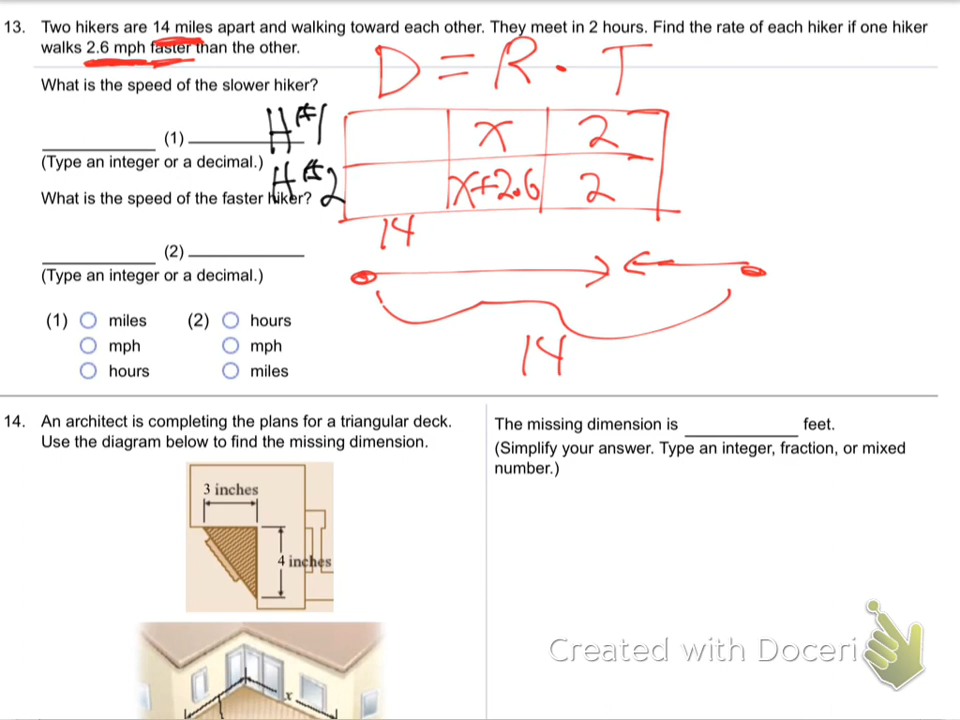 13. Two hikers are 14 miles apart and walking toward each other. They meet in 2 hours. Find the rate of each hiker if one hiker
walks 2.6 mph faster than the other.
D = R · T
What is the speed of the slower hiker?
H#1 x 2
(1)
(Type an integer or a decimal.)
H#2 x+2.6 2
What is the speed of the faster hiker?
14
(2)
(Type an integer or a decimal.)
14
(1) miles (2) hours
mph mph
hours miles
14. An architect is completing the plans for a triangular deck.
Use the diagram below to find the missing dimension.
The missing dimension is feet.
(Simplify your answer. Type an integer, fraction, or mixed
number.)
3 inches
4 inches
x
Created with Doceri